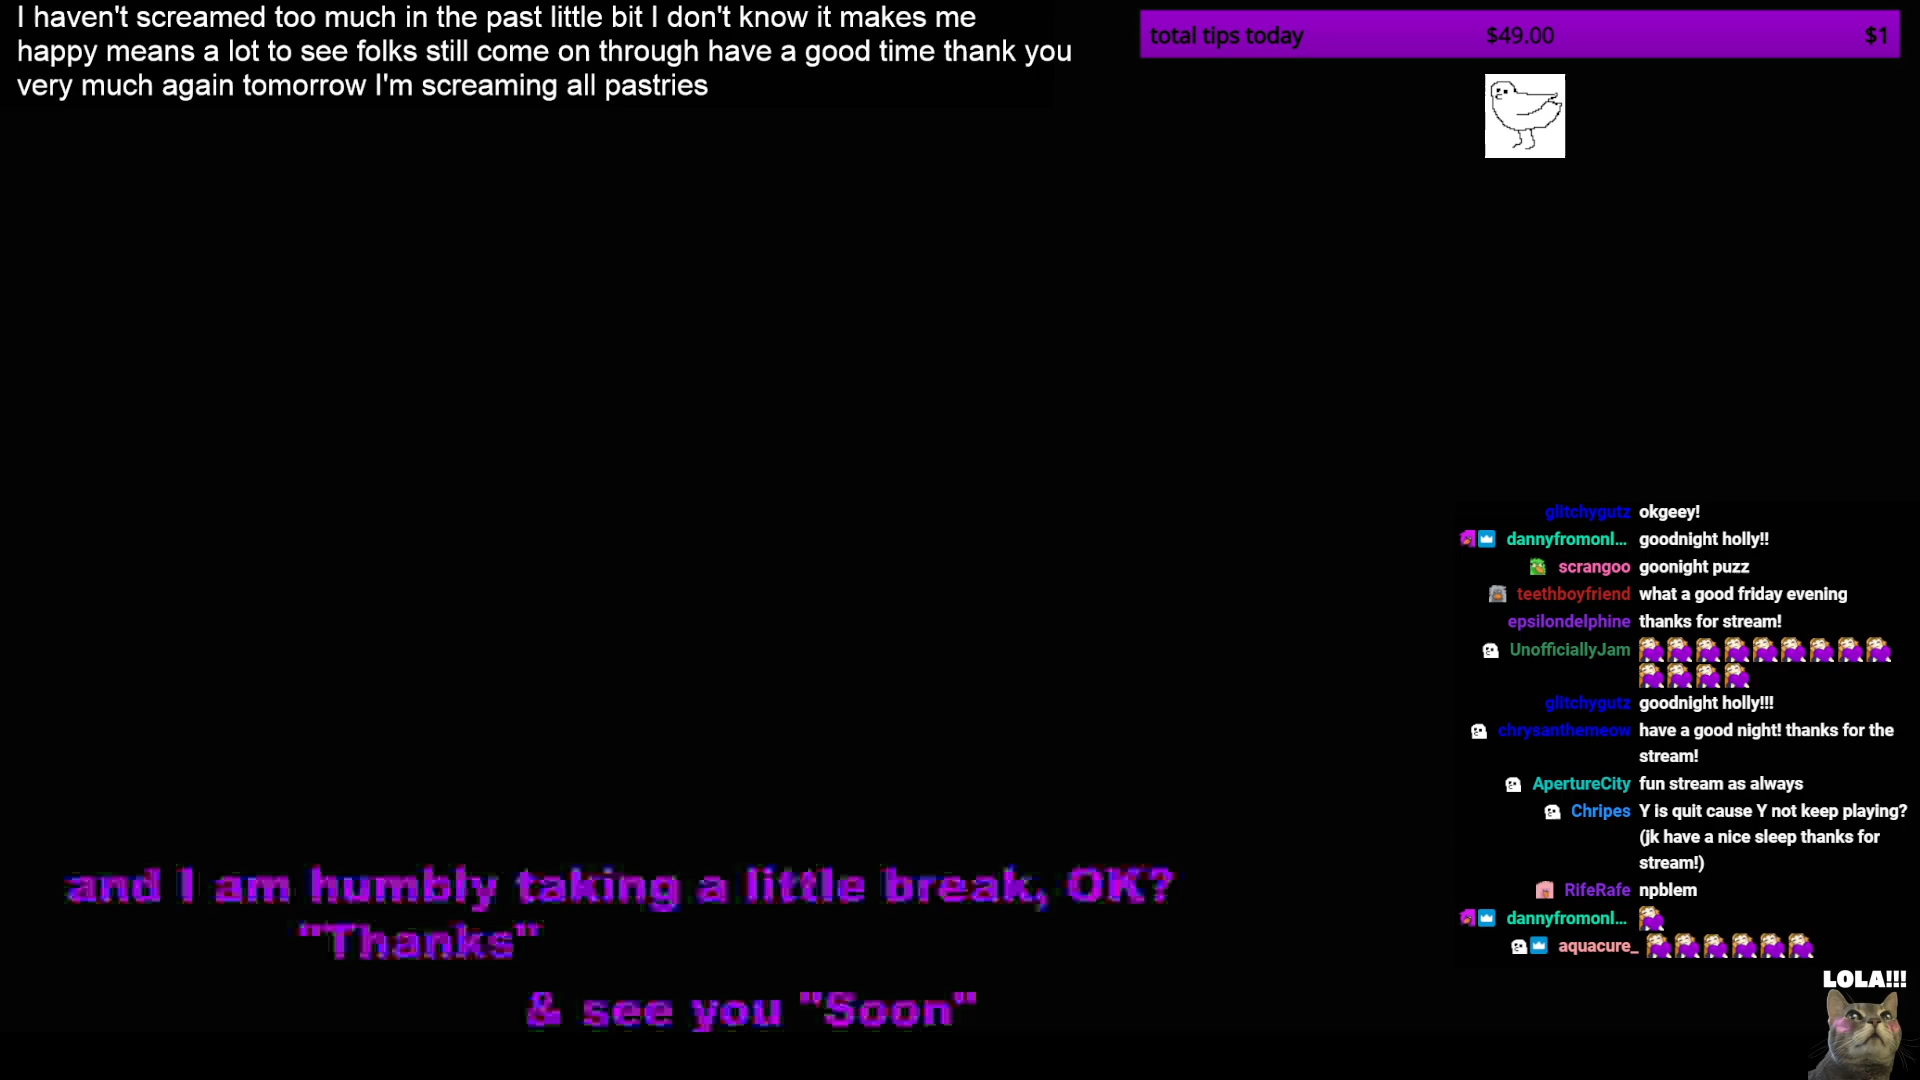 I haven't screamed too much in the past little bit I don't know it makes me
happy means a lot to see folks still come on through have a good time thank you
very much again tomorrow I'm screaming all pastries
total tips today $49.00 $1
glitchygutz okgeey!
dannyfromonl... goodnight holly!!
scrangoo goonight puzz
teethboyfriend what a good friday evening
epsilondelphine thanks for stream!
UnofficiallyJam
glitchygutz goodnight holly!!!
chrysanthemeow have a good night! thanks for the
stream!
ApertureCity fun stream as always
Chripes Y is quit cause Y not keep playing?
(jk have a nice sleep thanks for
stream!)
RifeRafe npblem
dannyfromonl...
aquacure_
and I am humbly taking a little break, OK?
"Thanks"
& see you "Soon"
LOLA!!!